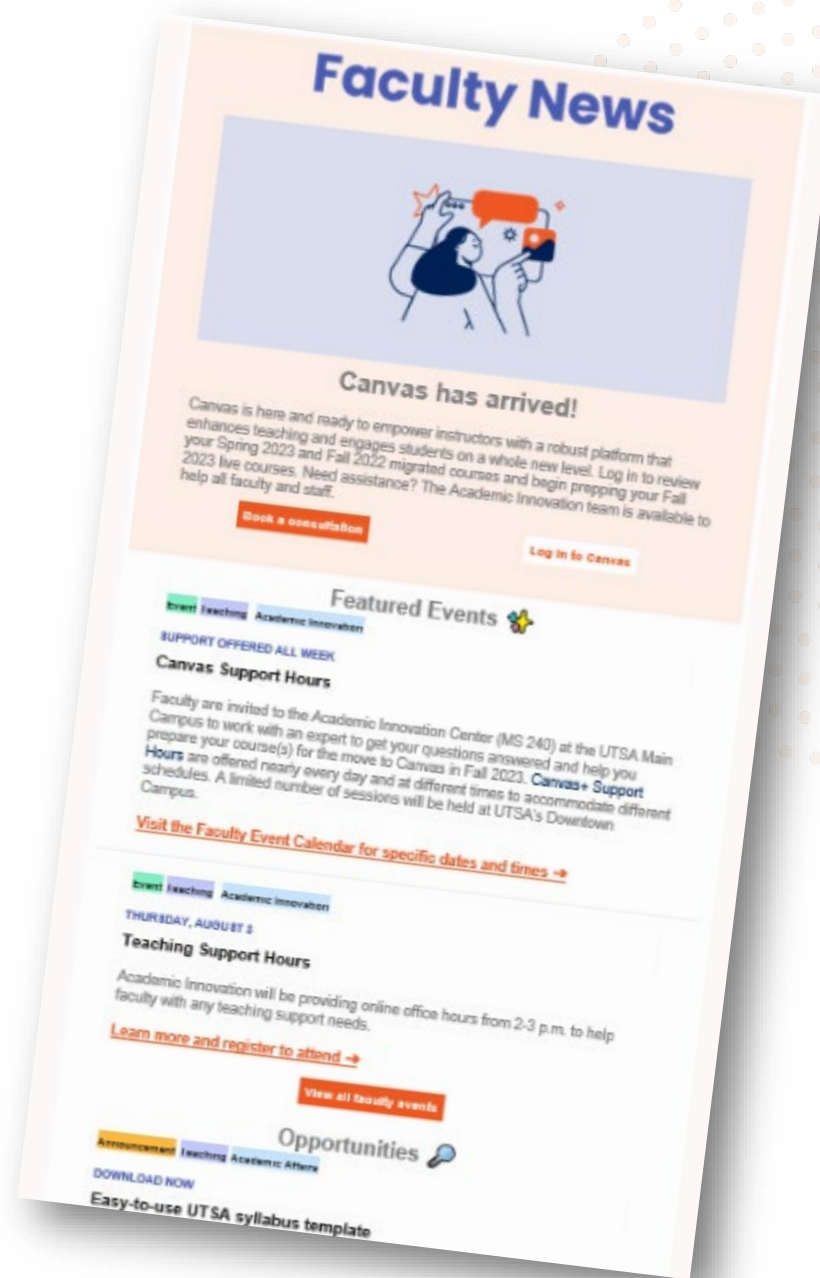 Faculty News
Canvas has arrived!
Canvas is here and ready to empower instructors with a robust platform that
enhances teaching and engages students on a whole new level. Log in to review
your Spring 2023 and Fall 2022 migrated courses and begin prepping your Fall
2023 live courses. Need assistance? The Academic Innovation team is available to
help all faculty and staff.
Book a consultation
Log in to Canvas
Featured Events
Event Teaching Academic Innovation
SUPPORT OFFERED ALL WEEK
Canvas Support Hours
Faculty are invited to the Academic Innovation Center (MS 240) at the UTSA Main
Campus to work with an expert to get your questions answered and help you
prepare your course(s) for the move to Canvas in Fall 2023. Canvas+ Support
Hours are offered nearly every day and at different times to accommodate different
schedules. A limited number of sessions will be held at UTSA's Downtown
Campus.
Visit the Faculty Event Calendar for specific dates and times →
Event Teaching Academic Innovation
THURSDAY, AUGUST
Teaching Support Hours
Academic Innovation will be providing online office hours from 2-3 p.m. to help
faculty with any teaching support needs.
Learn more and register to attend →
View all faculty events
Opportunities
Announcement Teaching Academic Affairs
DOWNLOAD NOW
Easy-to-use UTSA syllabus template